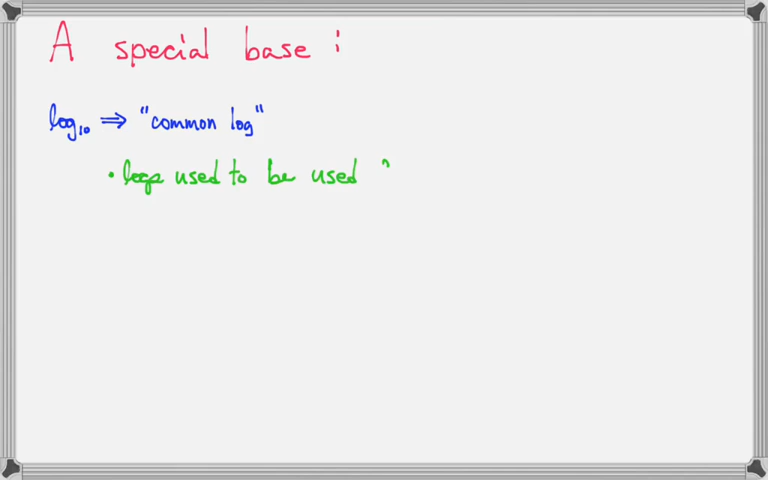 A special base :
log₁₀ ⇒ "common log"
• logs used to be used